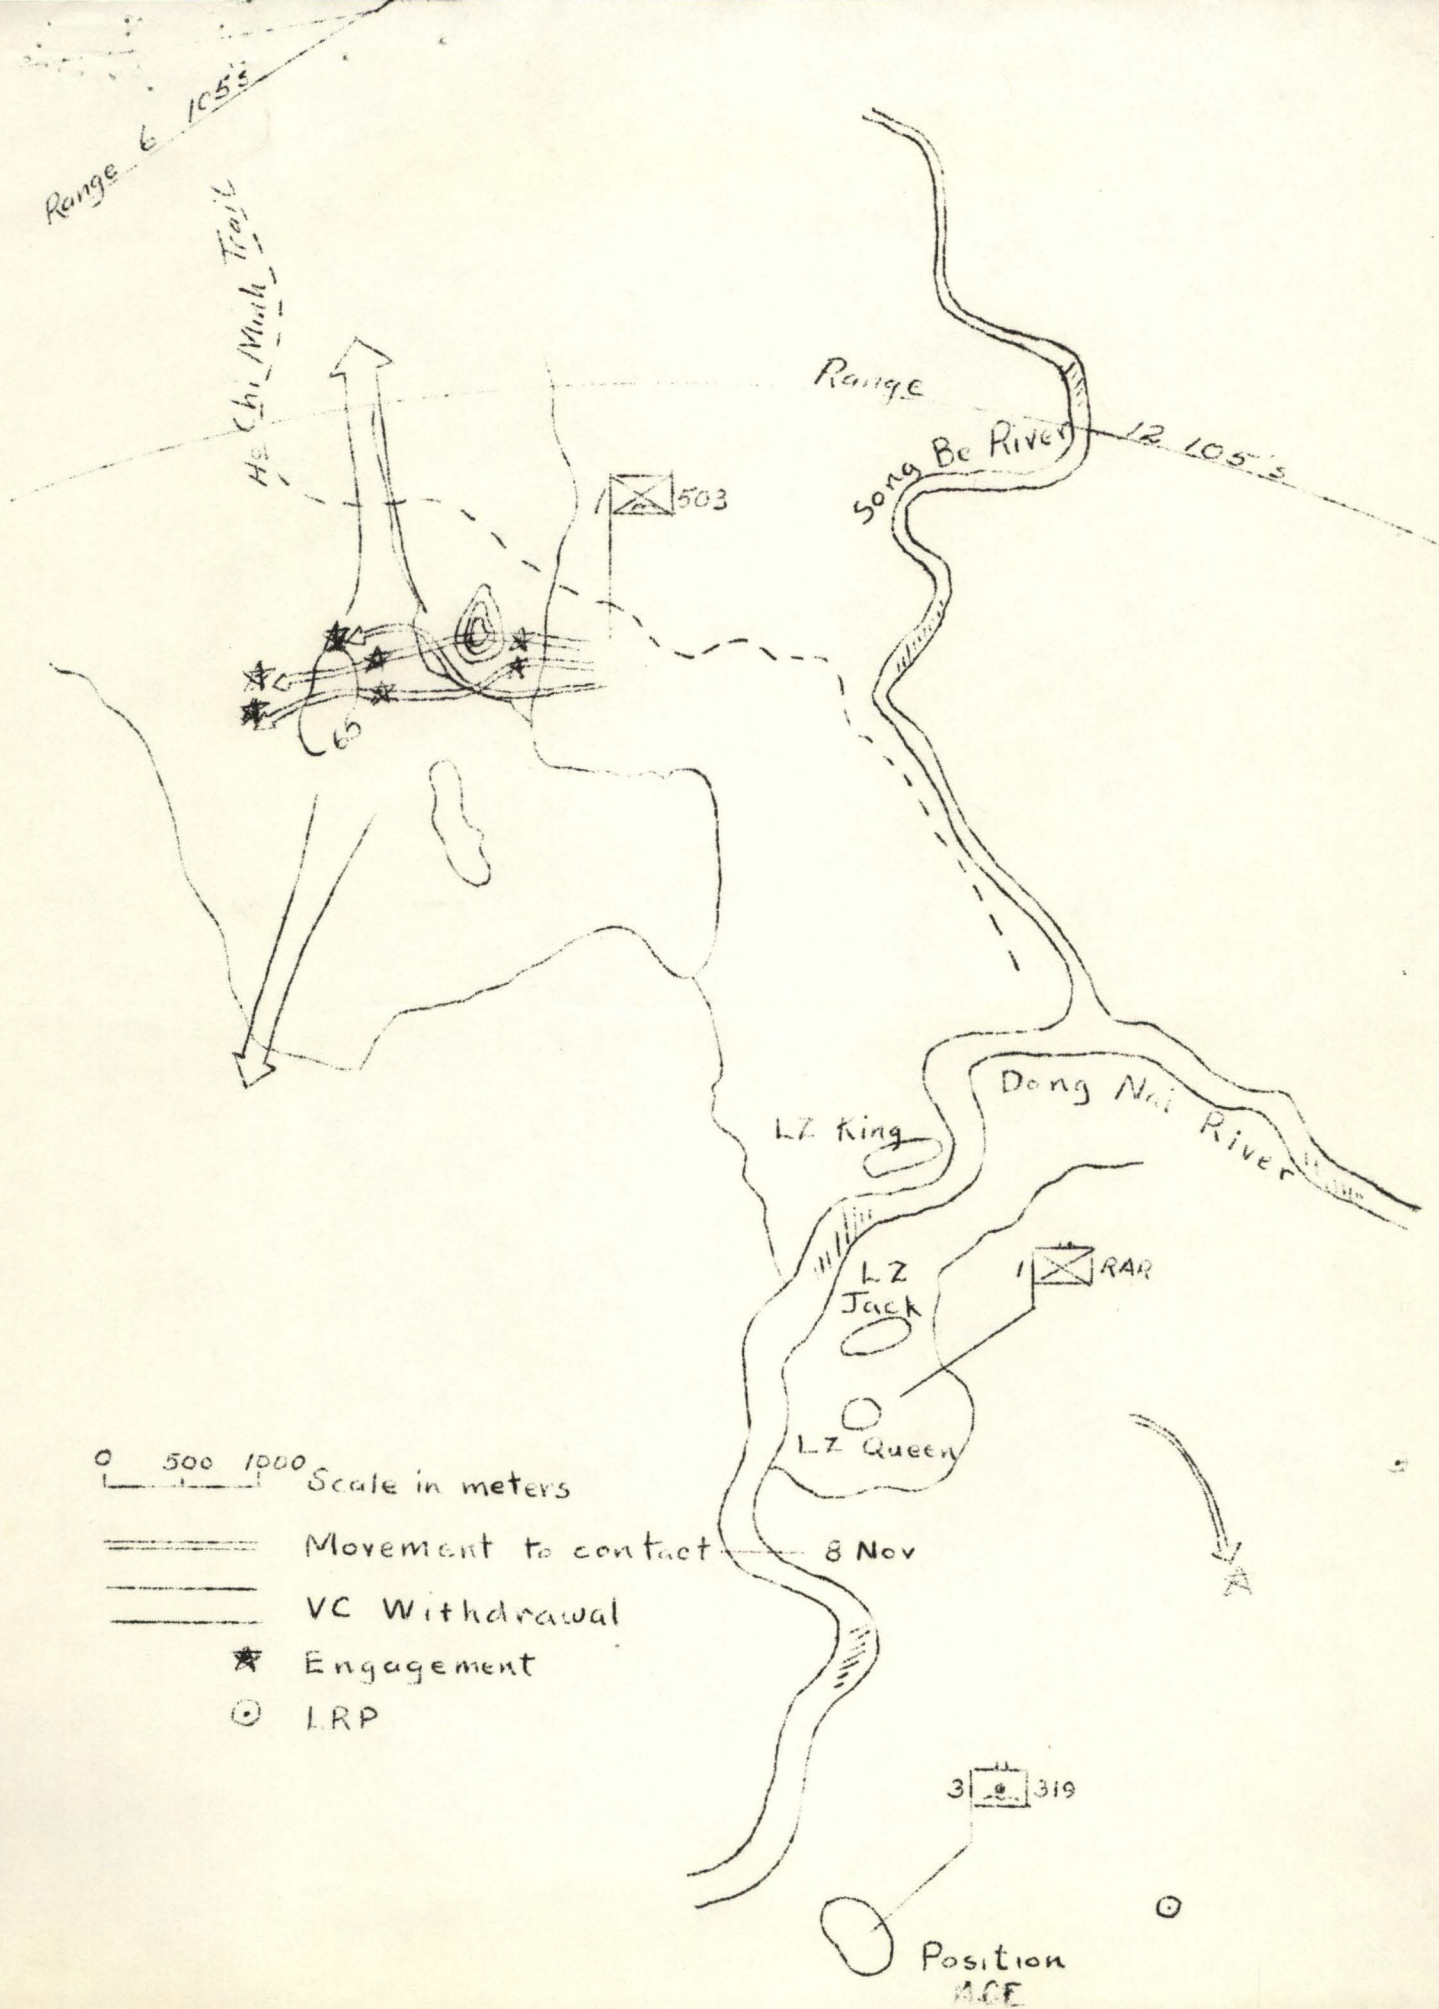 Range 6 105's
Ho Chi Minh Trail
Range 12 105's
Song Be River
1 503
65
Dong Nai River
LZ King
1 RAR
LZ
Jack
LZ Queen
0 500 1000
Scale in meters
Movement to contact 8 Nov
VC Withdrawal
Engagement
LRP
3 319
Position
ACE